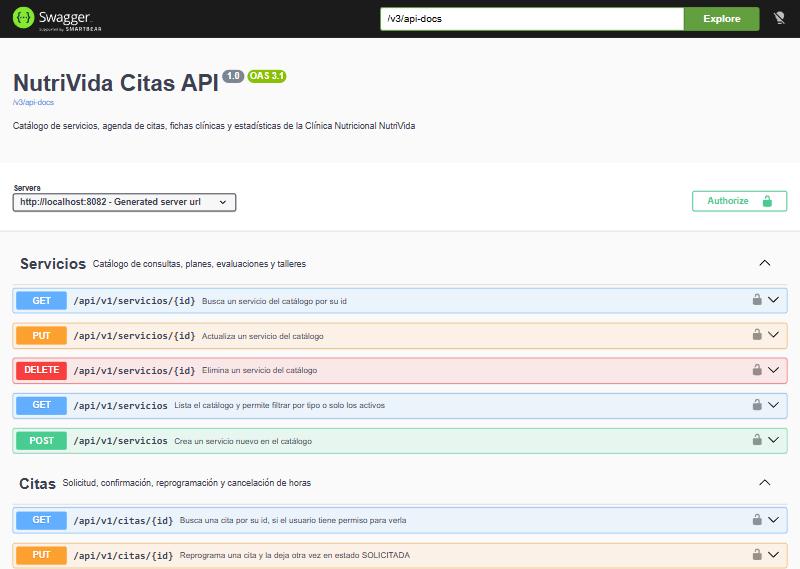 Swagger
Supported by SMARTBEAR
/v3/api-docs
Explore
NutriVida Citas API 1.0 OAS 3.1
/v3/api-docs
Catálogo de servicios, agenda de citas, fichas clínicas y estadísticas de la Clínica Nutricional NutriVida
Servers
http://localhost:8082 - Generated server url
Authorize
Servicios Catálogo de consultas, planes, evaluaciones y talleres
GET /api/v1/servicios/{id} Busca un servicio del catálogo por su id
PUT /api/v1/servicios/{id} Actualiza un servicio del catálogo
DELETE /api/v1/servicios/{id} Elimina un servicio del catálogo
GET /api/v1/servicios Lista el catálogo y permite filtrar por tipo o solo los activos
POST /api/v1/servicios Crea un servicio nuevo en el catálogo
Citas Solicitud, confirmación, reprogramación y cancelación de horas
GET /api/v1/citas/{id} Busca una cita por su id, si el usuario tiene permiso para verla
PUT /api/v1/citas/{id} Reprograma una cita y la deja otra vez en estado SOLICITADA